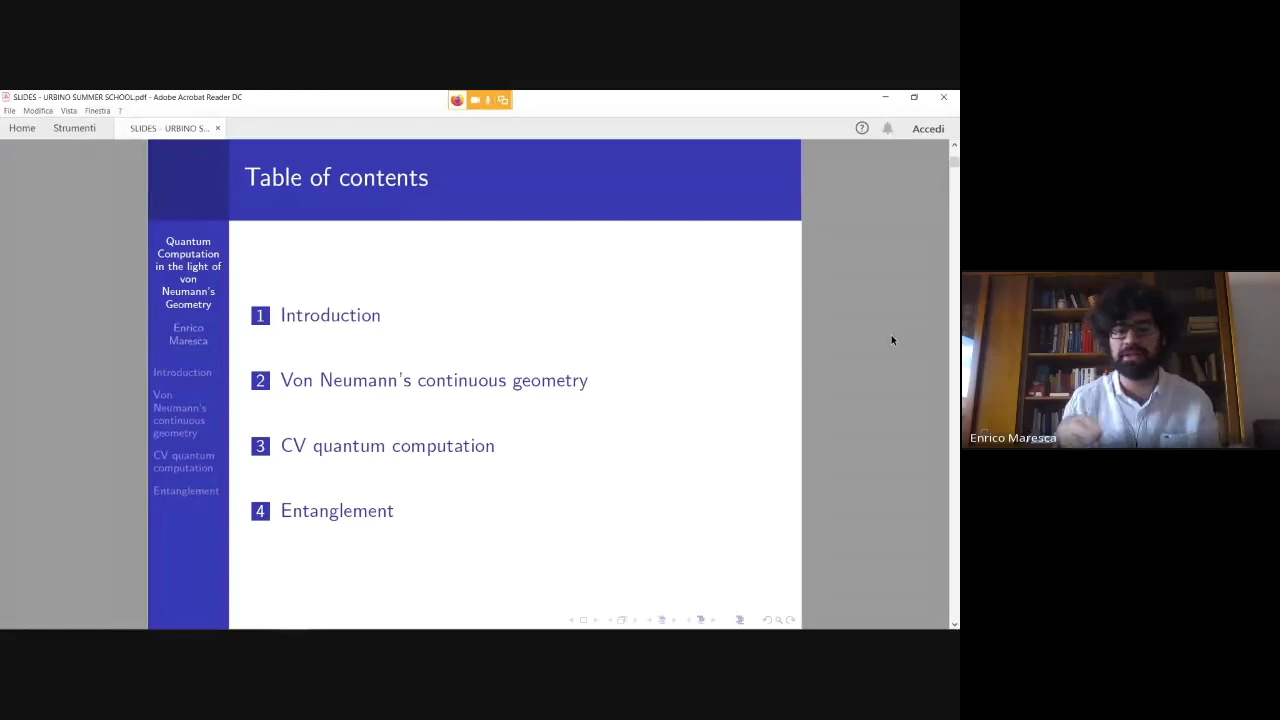 SLIDES - URBINO SUMMER SCHOOL.pdf - Adobe Acrobat Reader DC
File Modifica Vista Finestra ?
Home Strumenti SLIDES - URBINO S... × Accedi
Table of contents
Quantum
Computation
in the light of
von
Neumann's
Geometry
Enrico
Maresca
Introduction
Von
Neumann's
continuous
geometry
CV quantum
computation
Entanglement
1 Introduction
2 Von Neumann's continuous geometry
3 CV quantum computation
4 Entanglement
Enrico Maresca